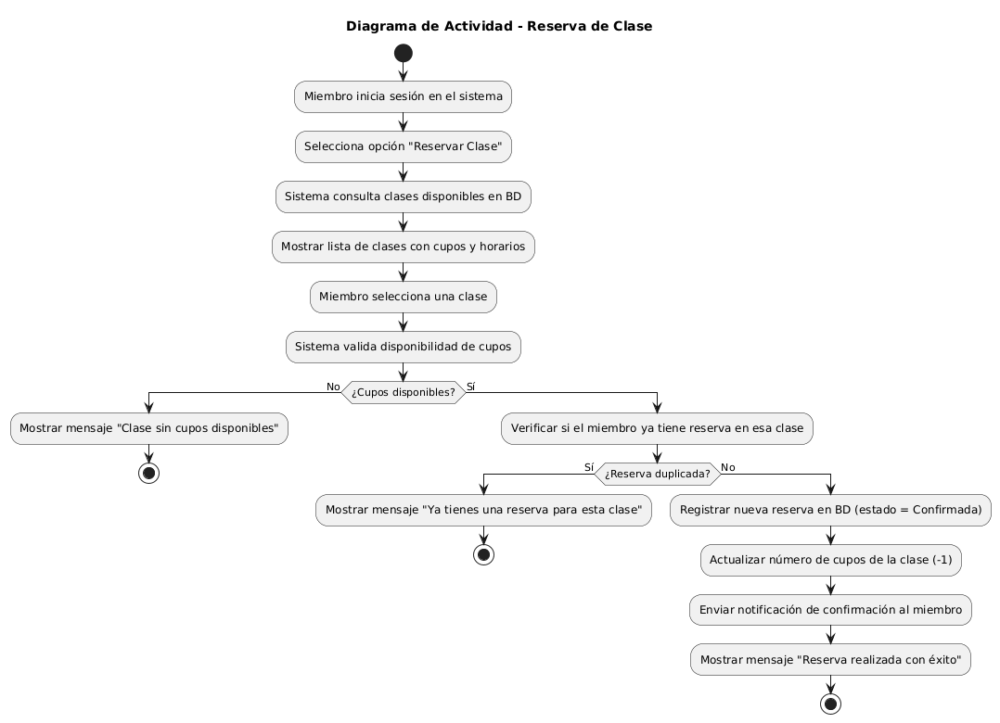 Diagrama de Actividad - Reserva de Clase
Miembro inicia sesión en el sistema
Selecciona opción "Reservar Clase"
Sistema consulta clases disponibles en BD
Mostrar lista de clases con cupos y horarios
Miembro selecciona una clase
Sistema valida disponibilidad de cupos
No
¿Cupos disponibles?
Sí
Mostrar mensaje "Clase sin cupos disponibles"
Verificar si el miembro ya tiene reserva en esa clase
Sí
¿Reserva duplicada?
No
Mostrar mensaje "Ya tienes una reserva para esta clase"
Registrar nueva reserva en BD (estado = Confirmada)
Actualizar número de cupos de la clase (-1)
Enviar notificación de confirmación al miembro
Mostrar mensaje "Reserva realizada con éxito"